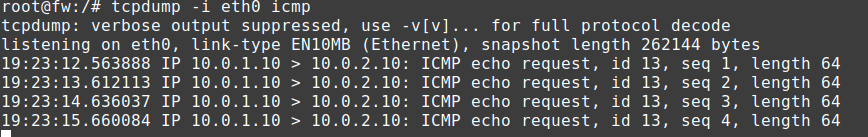 root@fw:/# tcpdump -i eth0 icmp
tcpdump: verbose output suppressed, use -v[v]... for full protocol decode
listening on eth0, link-type EN10MB (Ethernet), snapshot length 262144 bytes
19:23:12.563888 IP 10.0.1.10 > 10.0.2.10: ICMP echo request, id 13, seq 1, length 64
19:23:13.612113 IP 10.0.1.10 > 10.0.2.10: ICMP echo request, id 13, seq 2, length 64
19:23:14.636037 IP 10.0.1.10 > 10.0.2.10: ICMP echo request, id 13, seq 3, length 64
19:23:15.660084 IP 10.0.1.10 > 10.0.2.10: ICMP echo request, id 13, seq 4, length 64